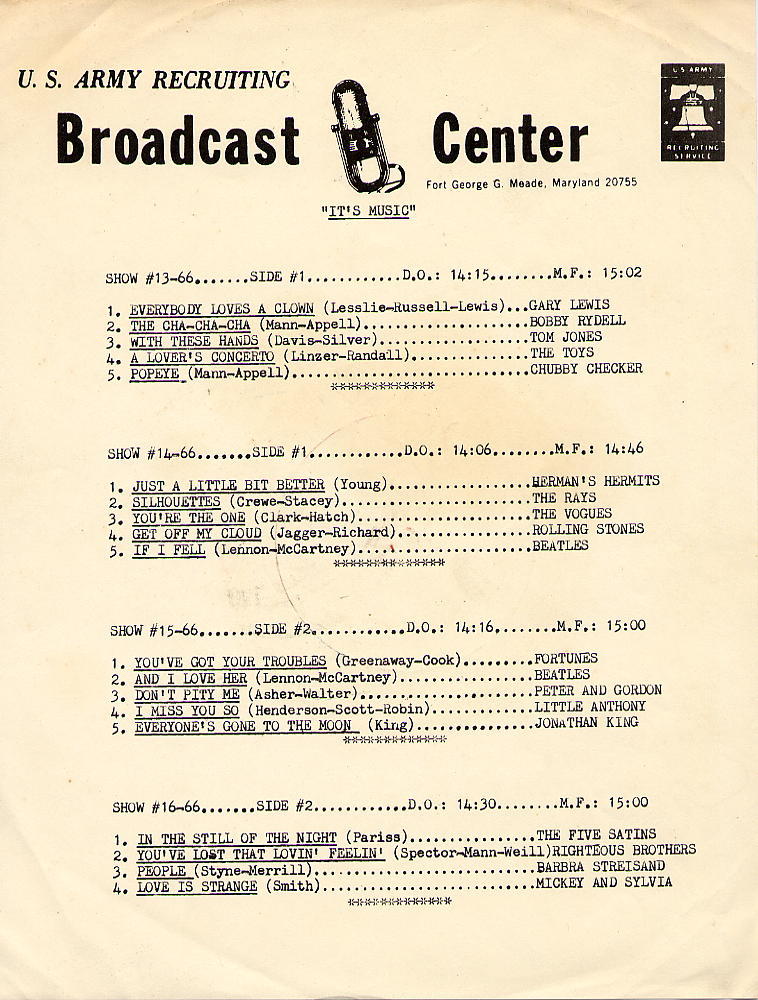 U. S. ARMY RECRUITING
Broadcast Center
U S ARMY
RECRUITING
SERVICE
Fort George G. Meade, Maryland 20755
"IT'S MUSIC"
SHOW #13-66.......SIDE #1............D.O.: 14:15........M.F.: 15:02
1. EVERYBODY LOVES A CLOWN (Lesslie-Russell-Lewis)...GARY LEWIS
2. THE CHA-CHA-CHA (Mann-Appell).....................BOBBY RYDELL
3. WITH THESE HANDS (Davis-Silver)...................TOM JONES
4. A LOVER'S CONCERTO (Linzer-Randall)...............THE TOYS
5. POPEYE (Mann-Appell)..............................CHUBBY CHECKER
*************
SHOW #14-66.......SIDE #1............D.O.: 14:06........M.F.: 14:46
1. JUST A LITTLE BIT BETTER (Young)..................HERMAN'S HERMITS
2. SILHOUETTES (Crewe-Stacey)........................THE RAYS
3. YOU'RE THE ONE (Clark-Hatch)......................THE VOGUES
4. GET OFF MY CLOUD (Jagger-Richard).................ROLLING STONES
5. IF I FELL (Lennon-McCartney)......................BEATLES
**************
SHOW #15-66.......SIDE #2............D.O.: 14:16........M.F.: 15:00
1. YOU'VE GOT YOUR TROUBLES (Greenaway-Cook).........FORTUNES
2. AND I LOVE HER (Lennon-McCartney).................BEATLES
3. DON'T PITY ME (Asher-Walter)......................PETER AND GORDON
4. I MISS YOU SO (Henderson-Scott-Robin).............LITTLE ANTHONY
5. EVERYONE'S GONE TO THE MOON (King)...............JONATHAN KING
*************
SHOW #16-66.......SIDE #2............D.O.: 14:30........M.F.: 15:00
1. IN THE STILL OF THE NIGHT (Pariss)................THE FIVE SATINS
2. YOU'VE LOST THAT LOVIN' FEELIN' (Spector-Mann-Weill)RIGHTEOUS BROTHERS
3. PEOPLE (Styne-Merrill)............................BARBRA STREISAND
4. LOVE IS STRANGE (Smith)...........................MICKEY AND SYLVIA
*************